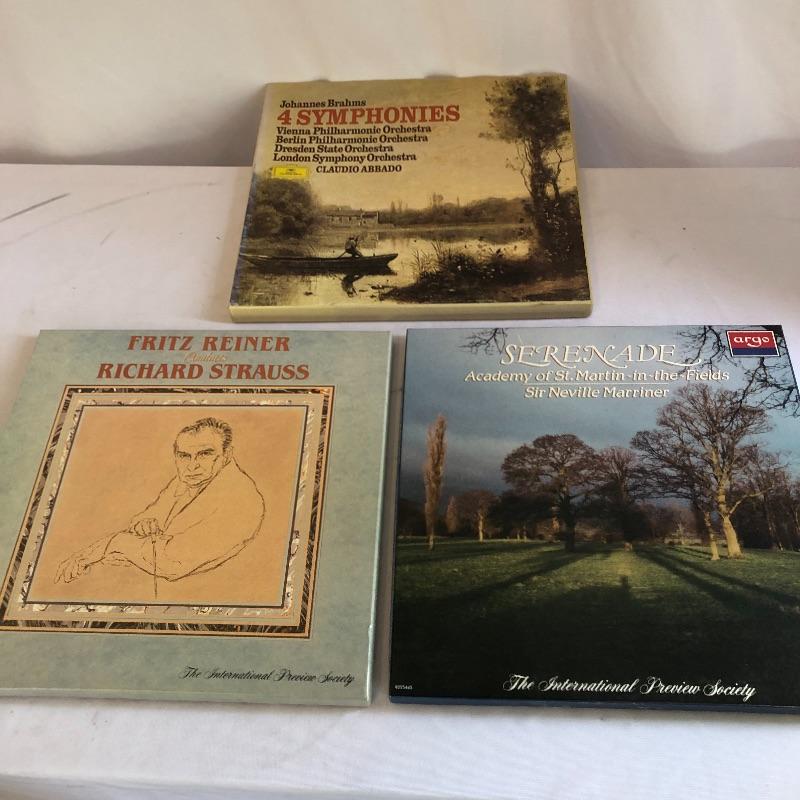 Johannes Brahms
4 SYMPHONIES
Vienna Philharmonic Orchestra
Berlin Philharmonic Orchestra
Dresden State Orchestra
London Symphony Orchestra
CLAUDIO ABBADO
FRITZ REINER
Conducts
RICHARD STRAUSS
The International Preview Society
argo
SERENADE
Academy of St. Martin-in-the-Fields
Sir Neville Marriner
The International Preview Society